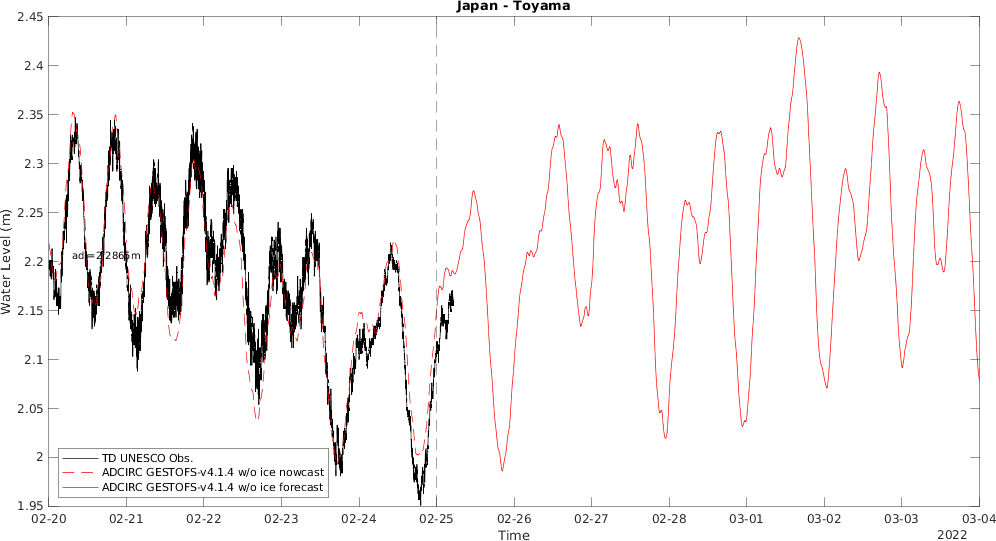 Japan - Toyama
2.45
2.4
2.35
2.3
2.25
2.2
2.15
2.1
2.05
2
1.95
Water Level (m)
adj=2.2865m
TD UNESCO Obs.
ADCIRC GESTOFS-v4.1.4 w/o ice nowcast
ADCIRC GESTOFS-v4.1.4 w/o ice forecast
02-20 02-21 02-22 02-23 02-24 02-25 02-26 02-27 02-28 03-01 03-02 03-03 03-04
Time
2022